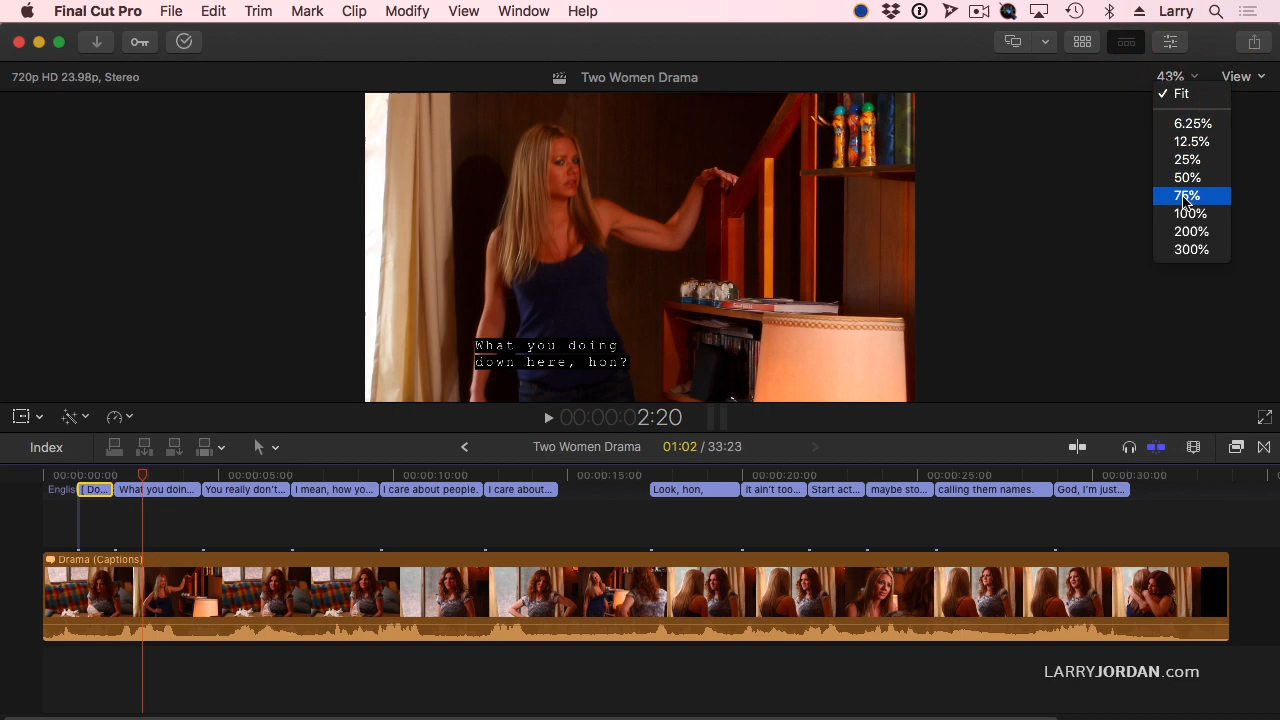 Final Cut Pro File Edit Trim Mark Clip Modify View Window Help Larry
720p HD 23.98p, Stereo
Two Women Drama
43% View
✓ Fit
6.25%
12.5%
25%
50%
75%
100%
200%
300%
What you doing
down here, hon?
00:00:02:20
Index
Two Women Drama 01:02 / 33:23
00:00:00:00 00:00:05:00 00:00:10:00 00:00:15:00 00:00:20:00 00:00:25:00 00:00:30:00
Englis [ Do... What you doin... You really don't... I mean, how yo... I care about people. I care about... Look, hon, it ain't too... Start act... maybe sto... calling them names. God, I'm just...
Drama (Captions)
LARRYJORDAN.com